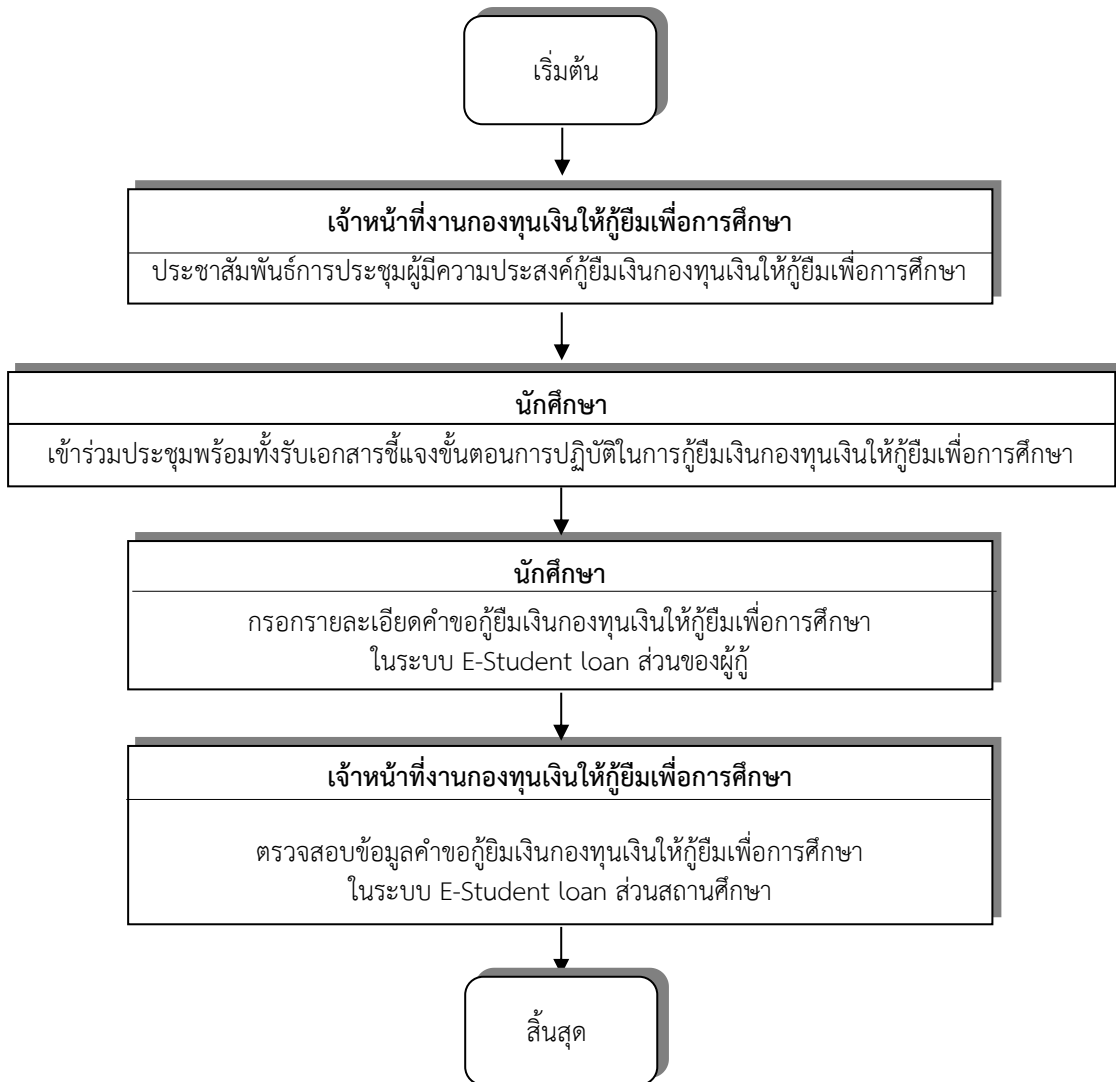 เริ่มต้น
เจ้าหน้าที่งานกองทุนเงินให้กู้ยืมเพื่อการศึกษา
ประชาสัมพันธ์การประชุมผู้มีความประสงค์กู้ยืมเงินกองทุนเงินให้กู้ยืมเพื่อการศึกษา
นักศึกษา
เข้าร่วมประชุมพร้อมทั้งรับเอกสารชี้แจงขั้นตอนการปฏิบัติในการกู้ยืมเงินกองทุนเงินให้กู้ยืมเพื่อการศึกษา
นักศึกษา
กรอกรายละเอียดคำขอกู้ยืมเงินกองทุนเงินให้กู้ยืมเพื่อการศึกษา
ในระบบ E-Student loan ส่วนของผู้กู้
เจ้าหน้าที่งานกองทุนเงินให้กู้ยืมเพื่อการศึกษา
ตรวจสอบข้อมูลคำขอกู้ยิมเงินกองทุนเงินให้กู้ยืมเพื่อการศึกษา
ในระบบ E-Student loan ส่วนสถานศึกษา
สิ้นสุด